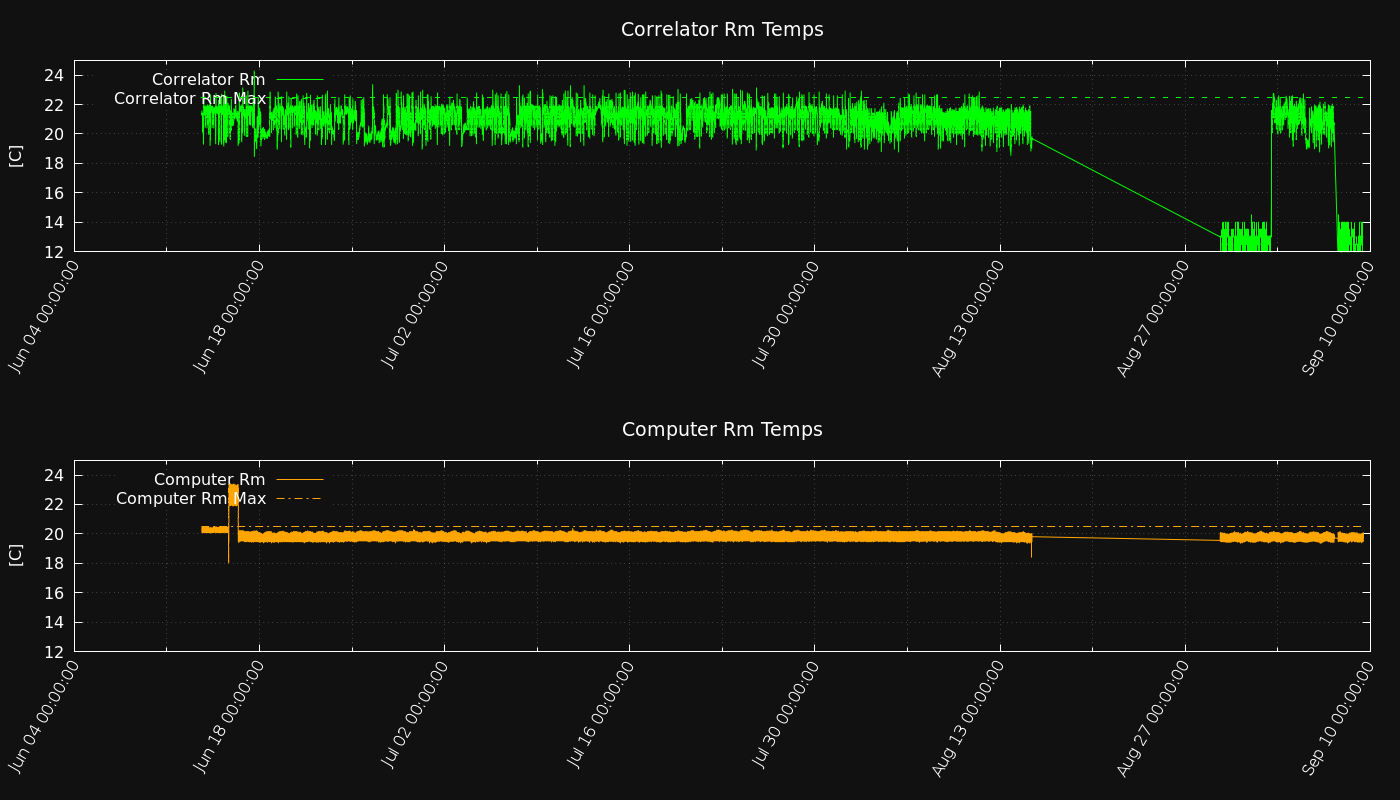 Correlator Rm Temps
Correlator Rm
Correlator Rm Max
[C]
24
22
20
18
16
14
12
Jun 04 00:00:00
Jun 18 00:00:00
Jul 02 00:00:00
Jul 16 00:00:00
Jul 30 00:00:00
Aug 13 00:00:00
Aug 27 00:00:00
Sep 10 00:00:00
Computer Rm Temps
Computer Rm
Computer Rm Max
[C]
24
22
20
18
16
14
12
Jun 04 00:00:00
Jun 18 00:00:00
Jul 02 00:00:00
Jul 16 00:00:00
Jul 30 00:00:00
Aug 13 00:00:00
Aug 27 00:00:00
Sep 10 00:00:00